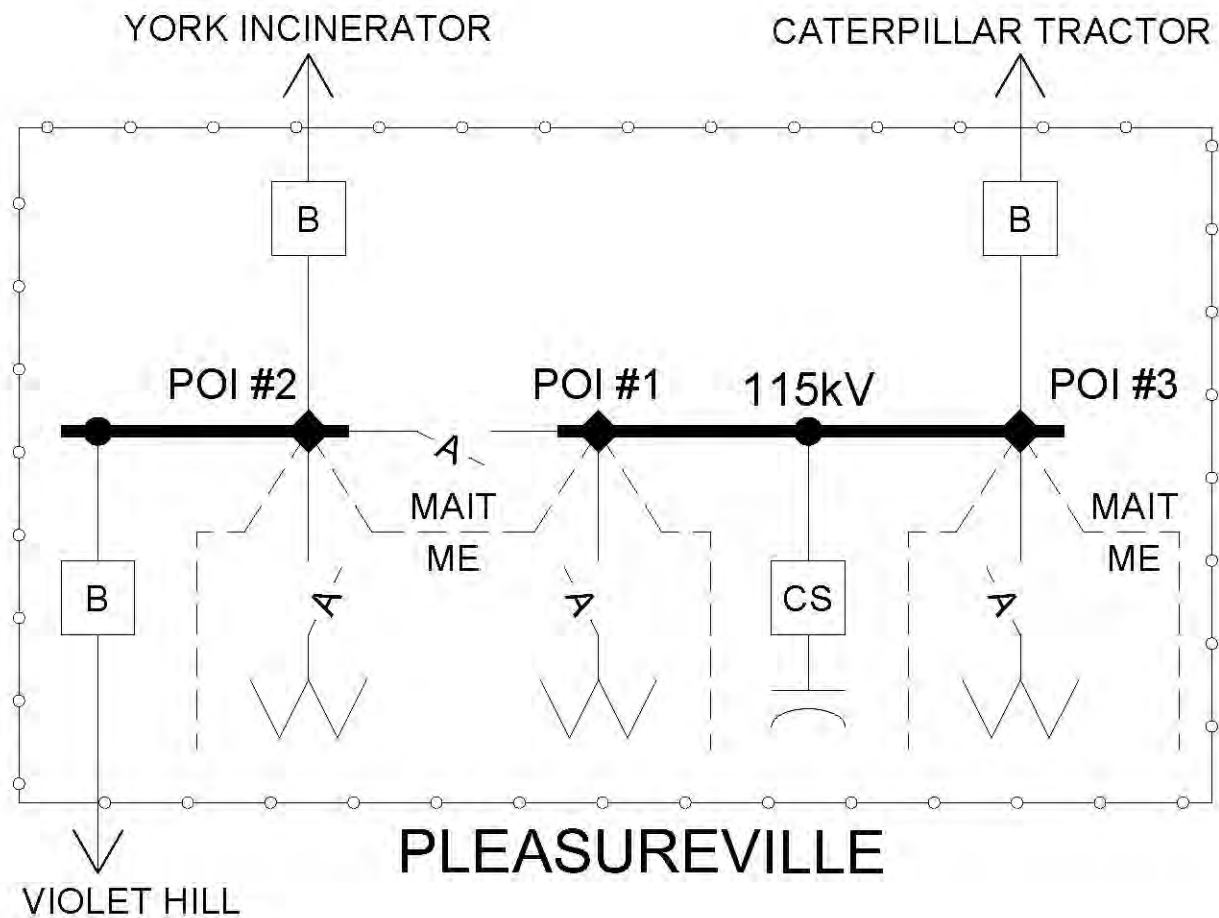 YORK INCINERATOR
CATERPILLAR TRACTOR
B
B
POI #2
POI #1
115kV
POI #3
A
MAIT
ME
MAIT
ME
B
A
A
CS
A
PLEASUREVILLE
VIOLET HILL